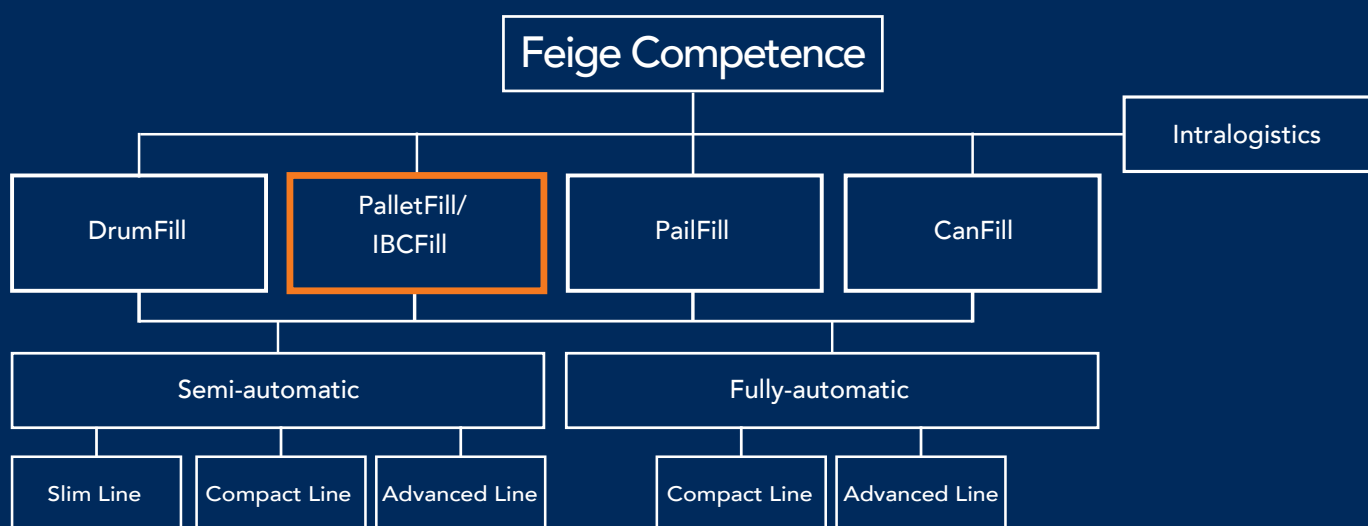 Feige Competence
Intralogistics
DrumFill
PalletFill/
IBCFill
PailFill
CanFill
Semi-automatic
Fully-automatic
Slim Line
Compact Line
Advanced Line
Compact Line
Advanced Line